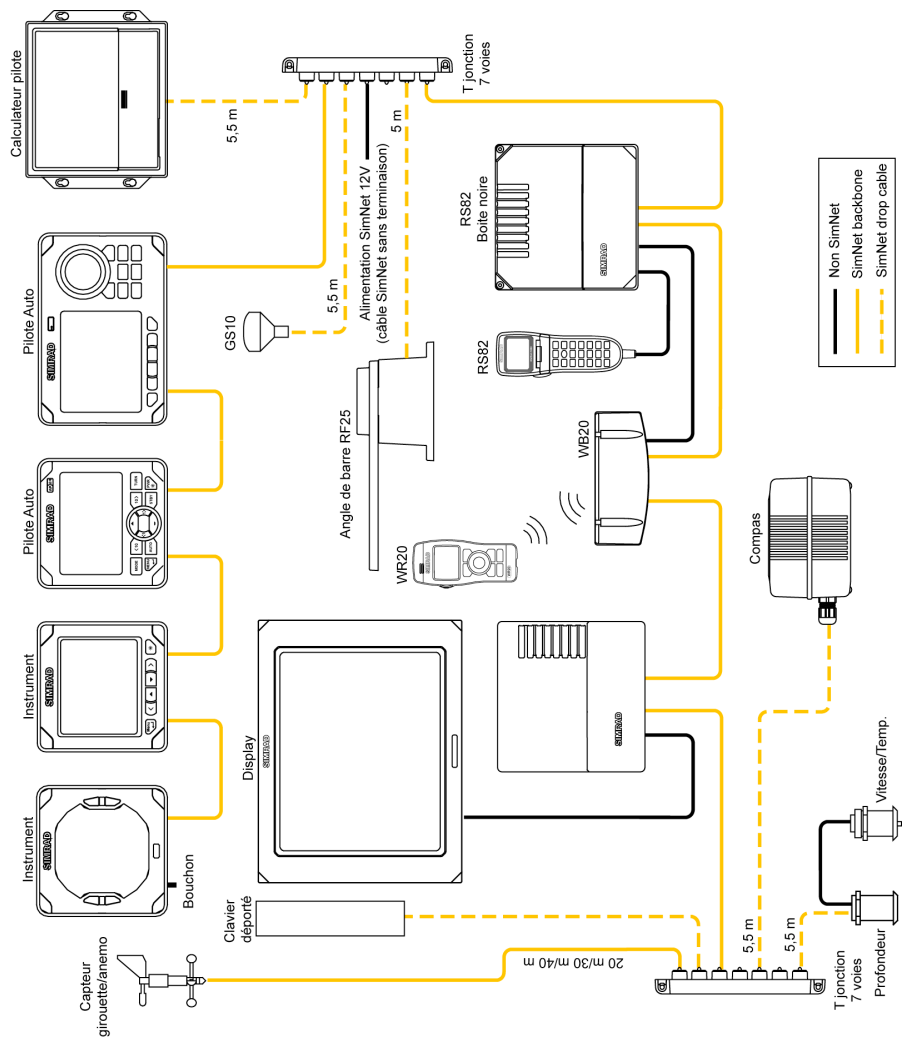 Capteur
girouette/anemo
Instrument
SIMRAD
Bouchon
Instrument
SIMRAD
Pilote Auto
SIMRAD
Pilote Auto
SIMRAD
Calculateur pilote
5,5 m
T jonction
7 voies
GS10
5,5 m
Alimentation SimNet 12V
(câble SimNet sans terminaison)
5 m
Angle de barre RF25
Clavier
déporté
Display
SIMRAD
WR20
RS82
RS82
Boite noire
SIMRAD
WB20
SIMRAD
20 m/30 m/40 m
Compas
5,5 m
5,5 m
T jonction
7 voies
Profondeur
Vitesse/Temp.
Non SimNet
SimNet backbone
SimNet drop cable